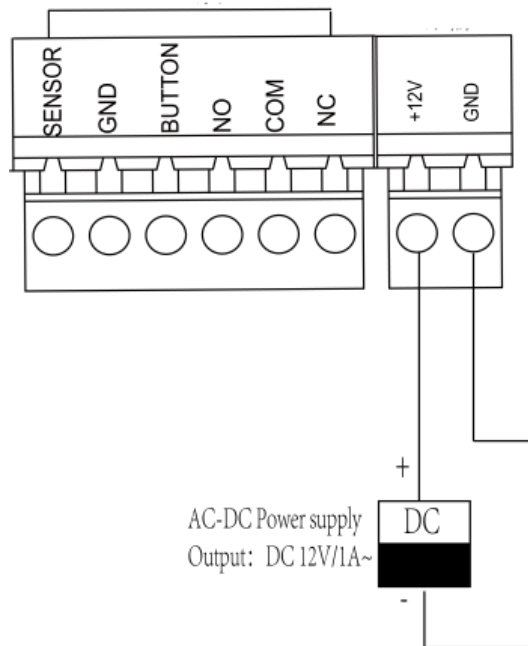 SENSOR
GND
BUTTON
NO
COM
NC
+12V
GND
+
AC-DC Power supply
DC
Output: DC 12V/1A~
-